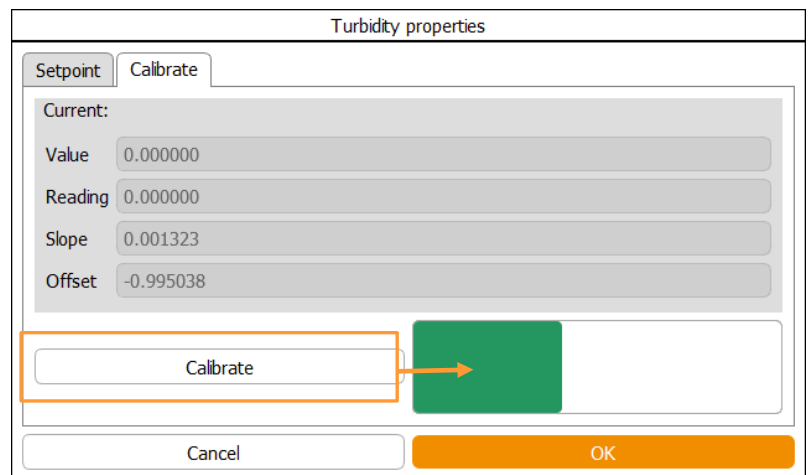 Turbidity properties
Setpoint Calibrate
Current:
Value 0.000000
Reading 0.000000
Slope 0.001323
Offset -0.995038
Calibrate
Cancel OK